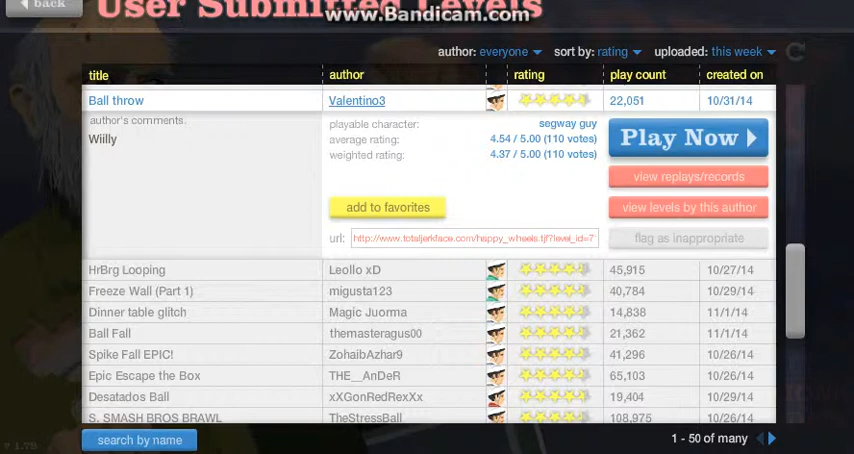 back
User Submitted Levels
www.Bandicam.com
author: everyone sort by: rating uploaded: this week
title author rating play count created on
Ball throw Valentino3 22,051 10/31/14
author's comments.
Wiilly
playable character: segway guy
average rating: 4.54 / 5.00 (110 votes)
weighted rating: 4.37 / 5.00 (110 votes)
Play Now
view replays/records
add to favorites
view levels by this author
url: http://www.totaljerkface.com/happy_wheels.tjf?level_id=7
flag as inappropriate
HrBrg Looping Leollo xD 45,915 10/27/14
Freeze Wall (Part 1) migusta123 40,784 10/29/14
Dinner table glitch Magic Juorma 14,838 11/1/14
Ball Fall themasteragus00 21,362 11/1/14
Spike Fall EPIC! ZohaibAzhar9 41,296 10/26/14
Epic Escape the Box THE__AnDeR 65,103 10/26/14
Desatados Ball xXGonRedRexXx 19,404 10/29/14
S. SMASH BROS BRAWL TheStressBall 108,975 10/26/14
search by name
1 - 50 of many